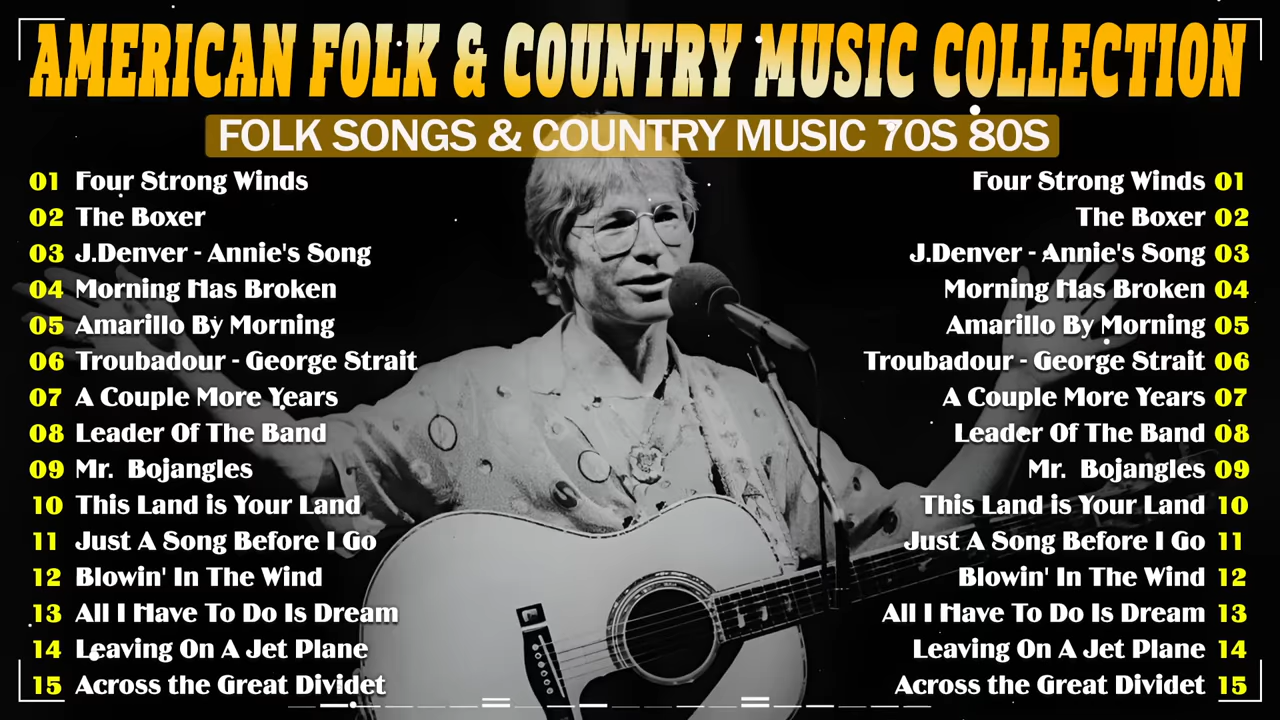 AMERICAN FOLK & COUNTRY MUSIC COLLECTION
FOLK SONGS & COUNTRY MUSIC 70S 80S
01 Four Strong Winds
02 The Boxer
03 J.Denver - Annie's Song
04 Morning Has Broken
05 Amarillo By Morning
06 Troubadour - George Strait
07 A Couple More Years
08 Leader Of The Band
09 Mr. Bojangles
10 This Land is Your Land
11 Just A Song Before I Go
12 Blowin' In The Wind
13 All I Have To Do Is Dream
14 Leaving On A Jet Plane
15 Across the Great Dividet
Four Strong Winds 01
The Boxer 02
J.Denver - Annie's Song 03
Morning Has Broken 04
Amarillo By Morning 05
Troubadour - George Strait 06
A Couple More Years 07
Leader Of The Band 08
Mr. Bojangles 09
This Land is Your Land 10
Just A Song Before I Go 11
Blowin' In The Wind 12
All I Have To Do Is Dream 13
Leaving On A Jet Plane 14
Across the Great Dividet 15